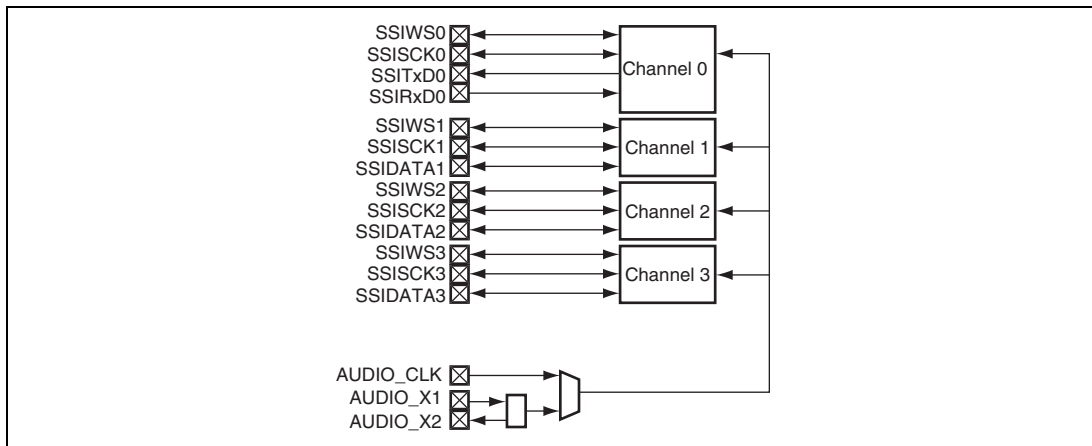 SSIWS0
SSISCK0
SSITxD0
SSIRxD0
Channel 0
SSIWS1
SSISCK1
SSIDATA1
Channel 1
SSIWS2
SSISCK2
SSIDATA2
Channel 2
SSIWS3
SSISCK3
SSIDATA3
Channel 3
AUDIO_CLK
AUDIO_X1
AUDIO_X2